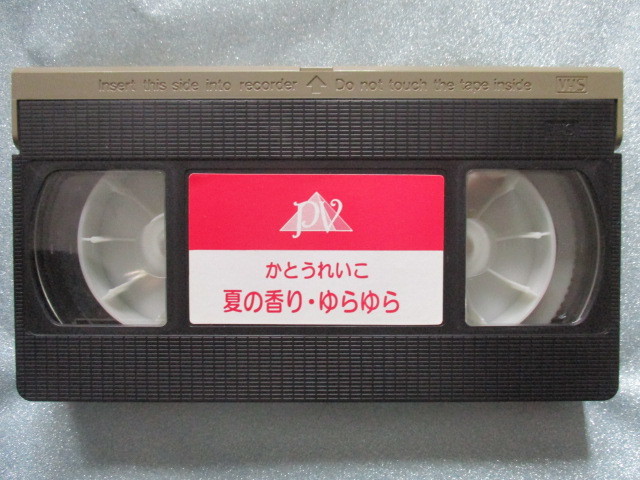 Insert this side into recorder Do not touch the tape inside VHS
PV
かとうれいこ
夏の香り・ゆらゆら